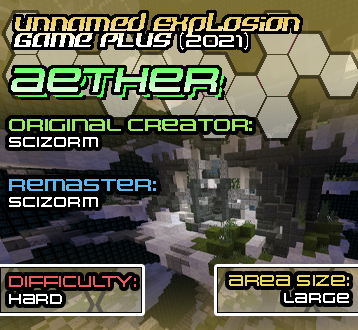 Unnamed Explosion
Game Plus (2021)
Aether
Original Creator:
Scizorm
Remaster:
Scizorm
Difficulty:
Hard
Area Size:
Large